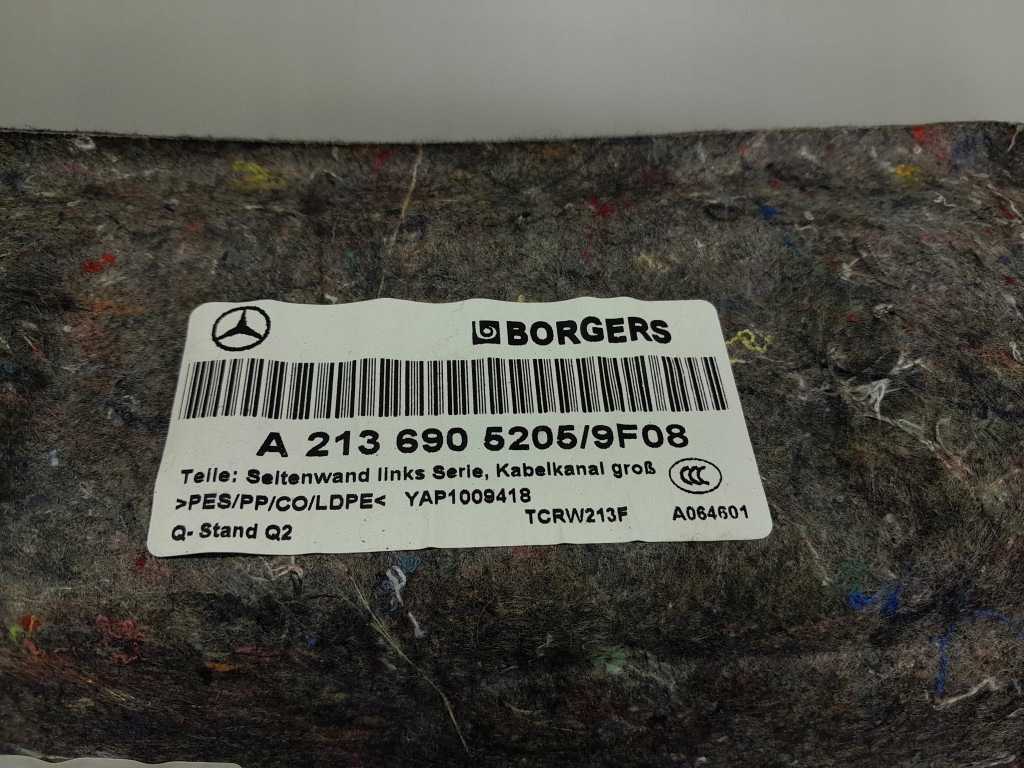 BORGERS
A 213 690 5205/9F08
Teile: Seitenwand links Serie, Kabelkanal groß
CCC
>PES/PP/CO/LDPE< YAP1009418
TCRW213F A064601
Q- Stand Q2